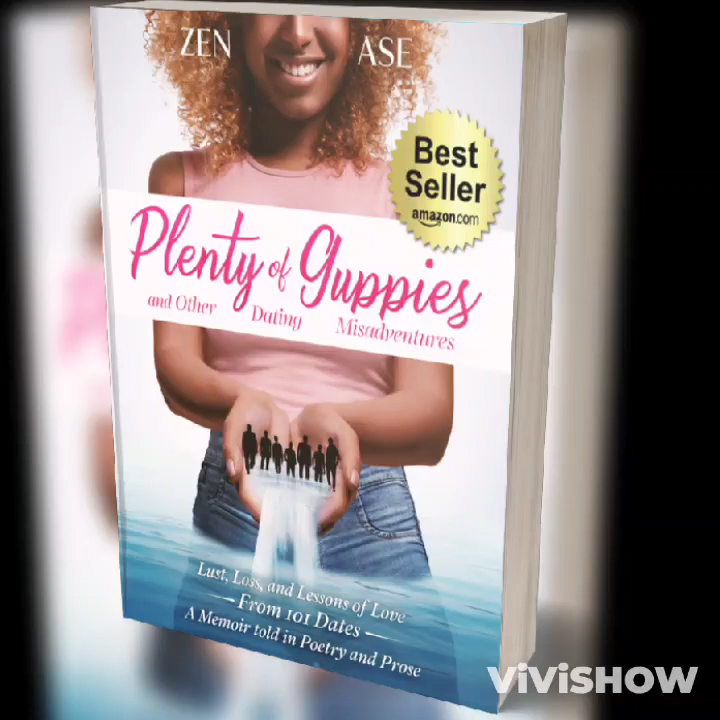 ZEN ASE
Best
Seller
amazon.com
Plenty of Guppies
and Other Dating Misadventures
Lust, Loss, and Lessons of Love
From 101 Dates
A Memoir told in Poetry and Prose
ViViSHOW